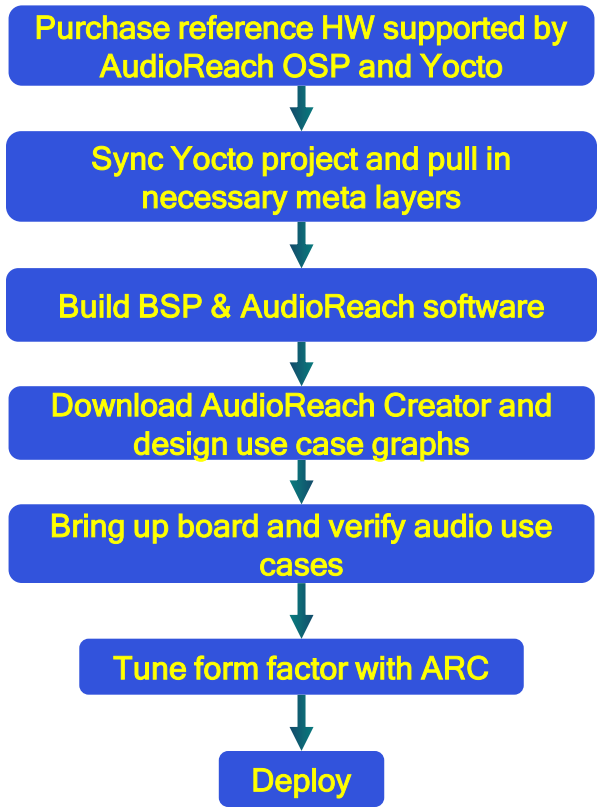 Purchase reference HW supported by
AudioReach OSP and Yocto
Sync Yocto project and pull in
necessary meta layers
Build BSP & AudioReach software
Download AudioReach Creator and
design use case graphs
Bring up board and verify audio use
cases
Tune form factor with ARC
Deploy